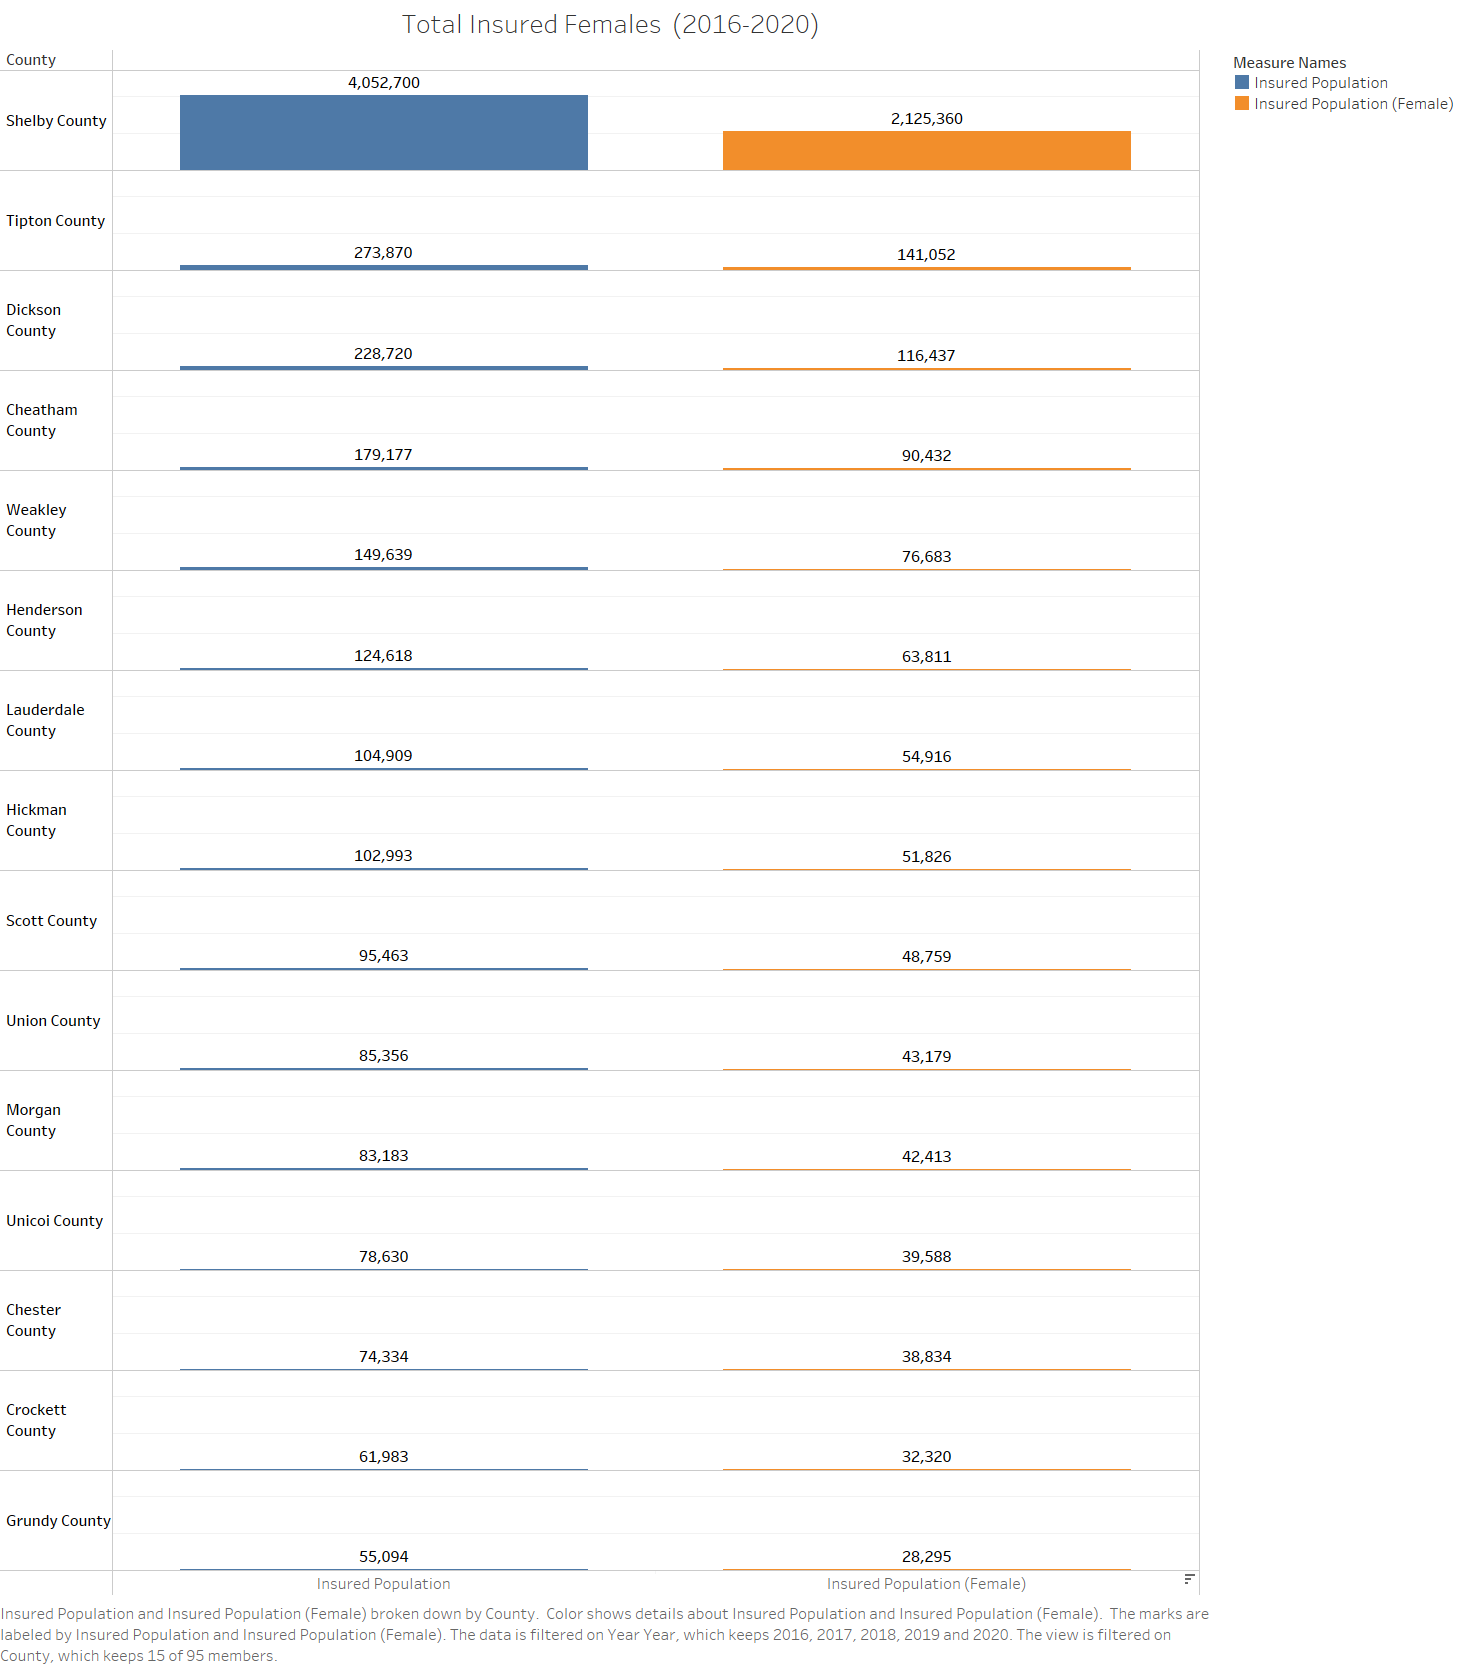 Total Insured Females (2016-2020)
County
Measure Names
Insured Population
Insured Population (Female)
Shelby County
4,052,700
2,125,360
Tipton County
273,870
141,052
Dickson
County
228,720
116,437
Cheatham
County
179,177
90,432
Weakley
County
149,639
76,683
Henderson
County
124,618
63,811
Lauderdale
County
104,909
54,916
Hickman
County
102,993
51,826
Scott County
95,463
48,759
Union County
85,356
43,179
Morgan
County
83,183
42,413
Unicoi County
78,630
39,588
Chester
County
74,334
38,834
Crockett
County
61,983
32,320
Grundy County
55,094
28,295
Insured Population
Insured Population (Female)
Insured Population and Insured Population (Female) broken down by County.  Color shows details about Insured Population and Insured Population (Female).  The marks are
labeled by Insured Population and Insured Population (Female). The data is filtered on Year Year, which keeps 2016, 2017, 2018, 2019 and 2020. The view is filtered on
County, which keeps 15 of 95 members.